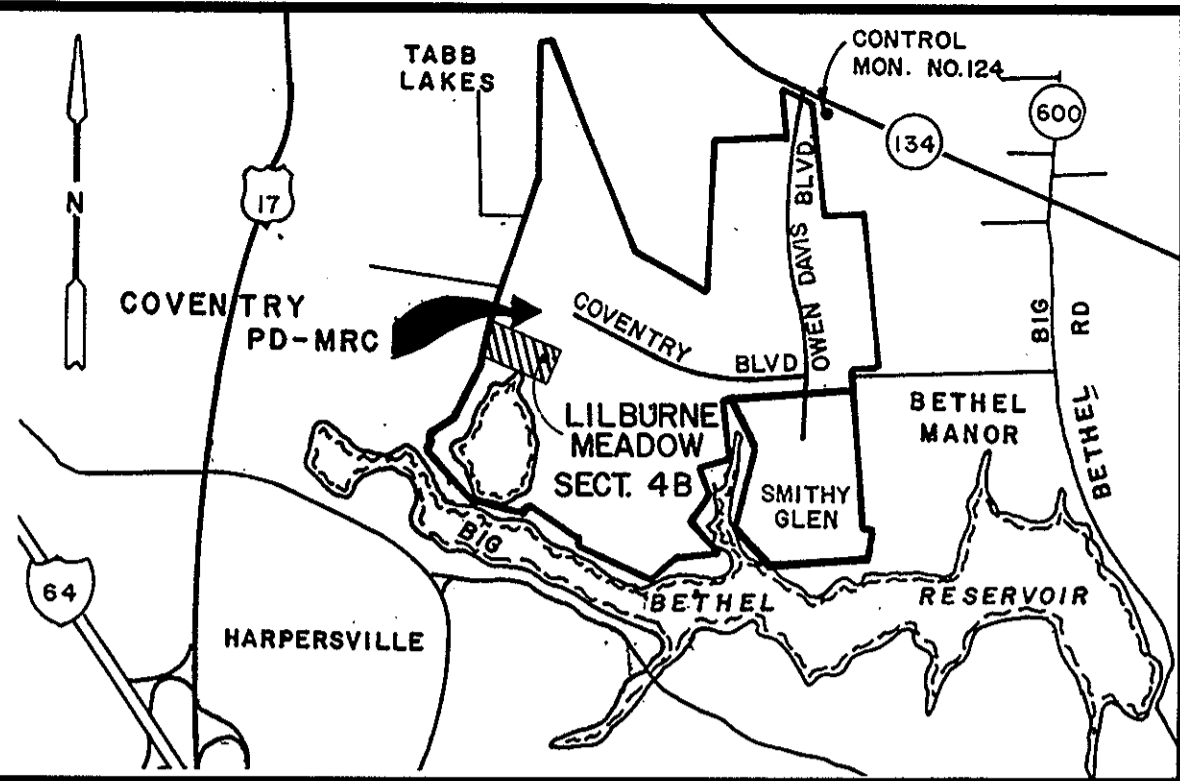 TABB
LAKES
CONTROL
MON. NO. 124
600
134
N
17
OWEN DAVIS BLVD.
COVENTRY
PD-MRC
COVENTRY BLVD
BIG
RD
BETHEL
LILBURNE
MEADOW
SECT. 4B
BETHEL
MANOR
SMITHY
GLEN
BIG
BETHEL
RESERVOIR
64
HARPERSVILLE